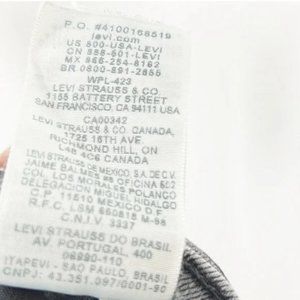 P.O. #4100168519
levi.com
US 800-USA-LEVI
CN 888-501-LEVI
MX 866-254-8162
BR 0800-891-2855
WPL-423
LEVI STRAUSS & CO.
1155 BATTERY STREET
SAN FRANCISCO, CA 94111 USA
CA00342
LEVI STRAUSS & CO. CANADA,
1725 16TH AVE,
RICHMOND HILL, ON
L4B 4C6 CANADA
LEVI STRAUSS DE MEXICO, S.A. DE C.V.
JAIME BALMES #8 OFICINA 602
COL. LOS MORALES POLANCO
DELEGACION MIGUEL HIDALGO
C.P. 11510 MEXICO D.F
R.F.C. LSM 650818 M-98
C.N.I.V. 3337
LEVI STRAUSS DO BRASIL
AV. PORTUGAL, 400
06690-110
ITAPEVI - SAO PAULO, BRASIL
CNPJ: 43.351.097/0001-90